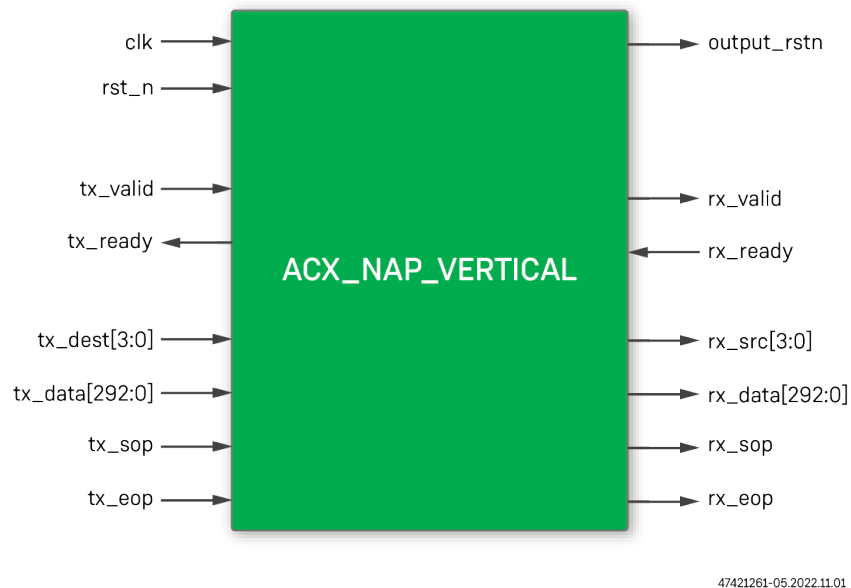 clk
output_rstn
rst_n
tx_valid
rx_valid
tx_ready
rx_ready
ACX_NAP_VERTICAL
tx_dest[3:0]
rx_src[3:0]
tx_data[292:0]
rx_data[292:0]
tx_sop
rx_sop
tx_eop
rx_eop
47421261-05.2022.11.01